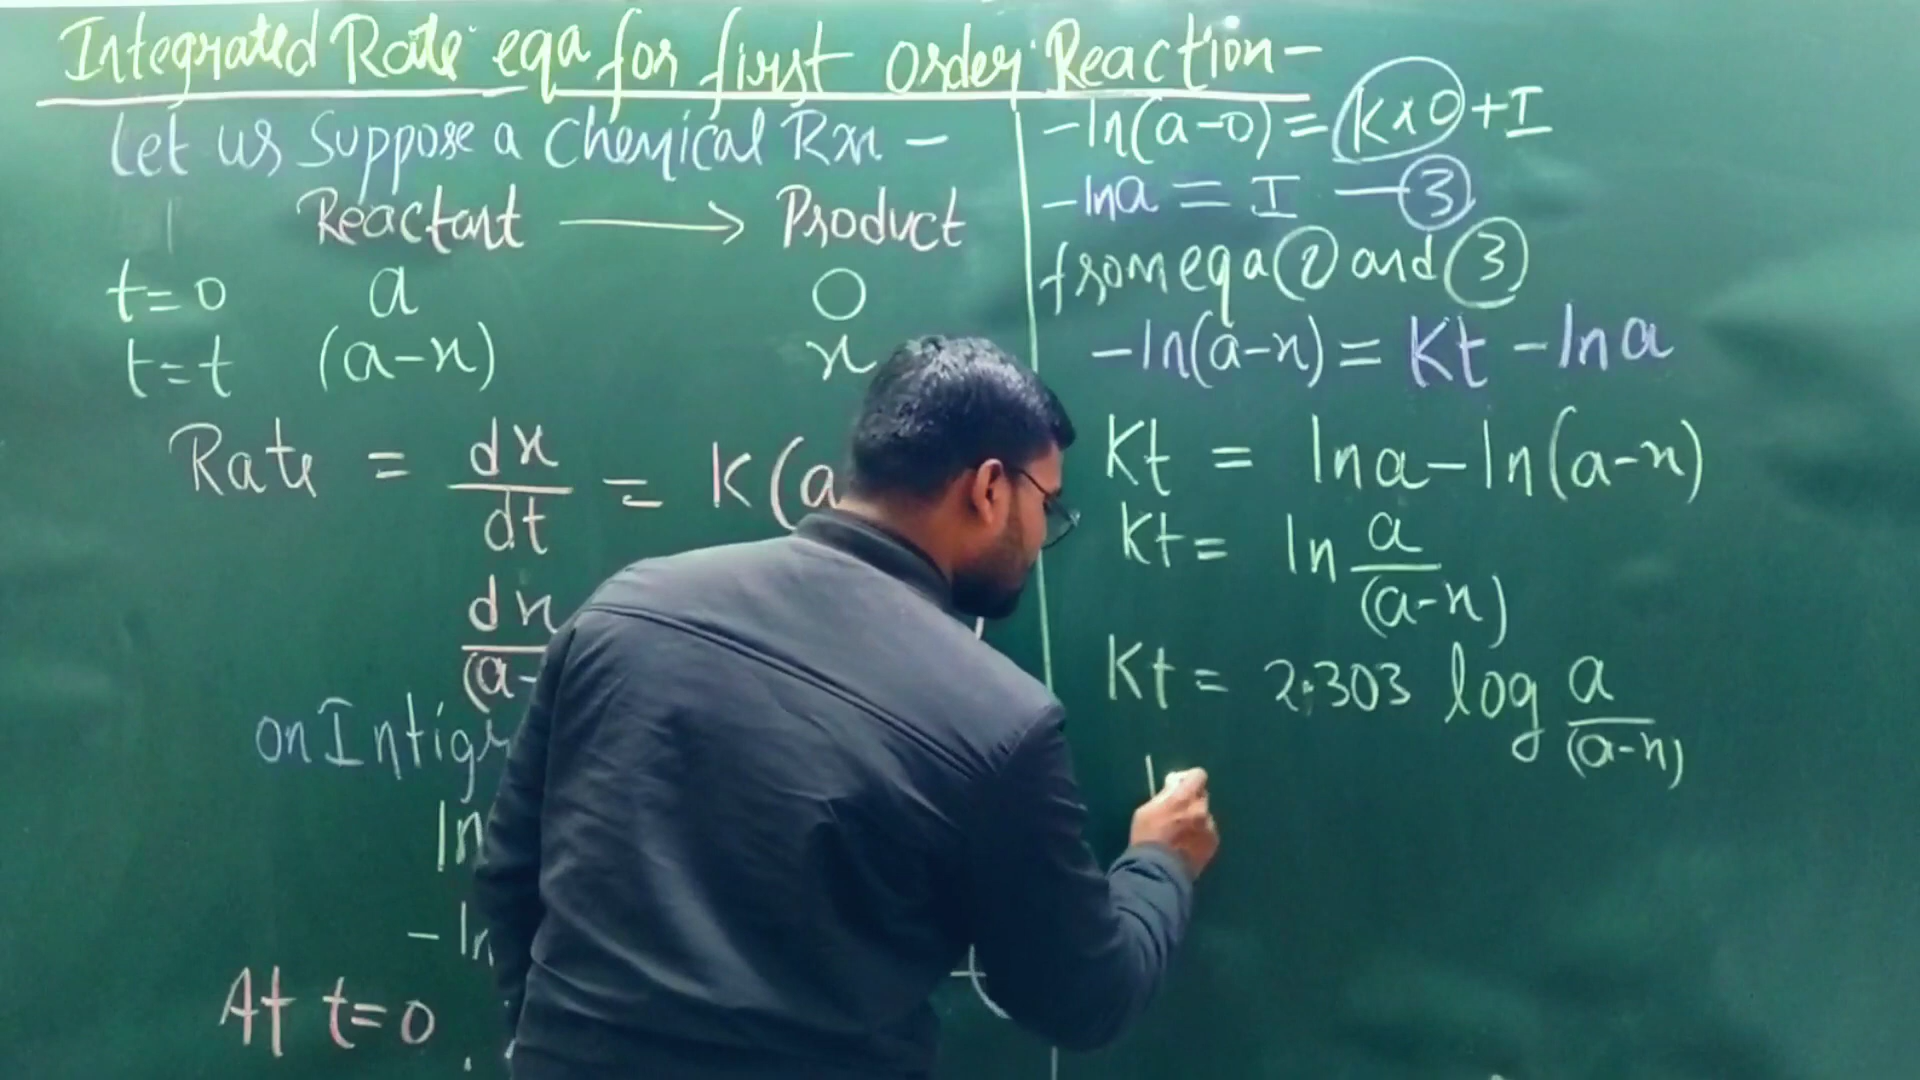 Integrated Rate eqn for first order Reaction-
Let us suppose a Chemical Rxn -
Reactant ⟶ Product
t=0 a 0
t=t (a-x) x
Rate = dx/dt = K(a
dx/(a-
on Intigr
ln
-ln
At t=0
-ln(a-0) = K×0 + I
-lna = I —③
from eqn ② and ③
-ln(a-x) = Kt - lna
Kt = lna - ln(a-x)
Kt = ln a/(a-x)
Kt = 2.303 log a/(a-x)